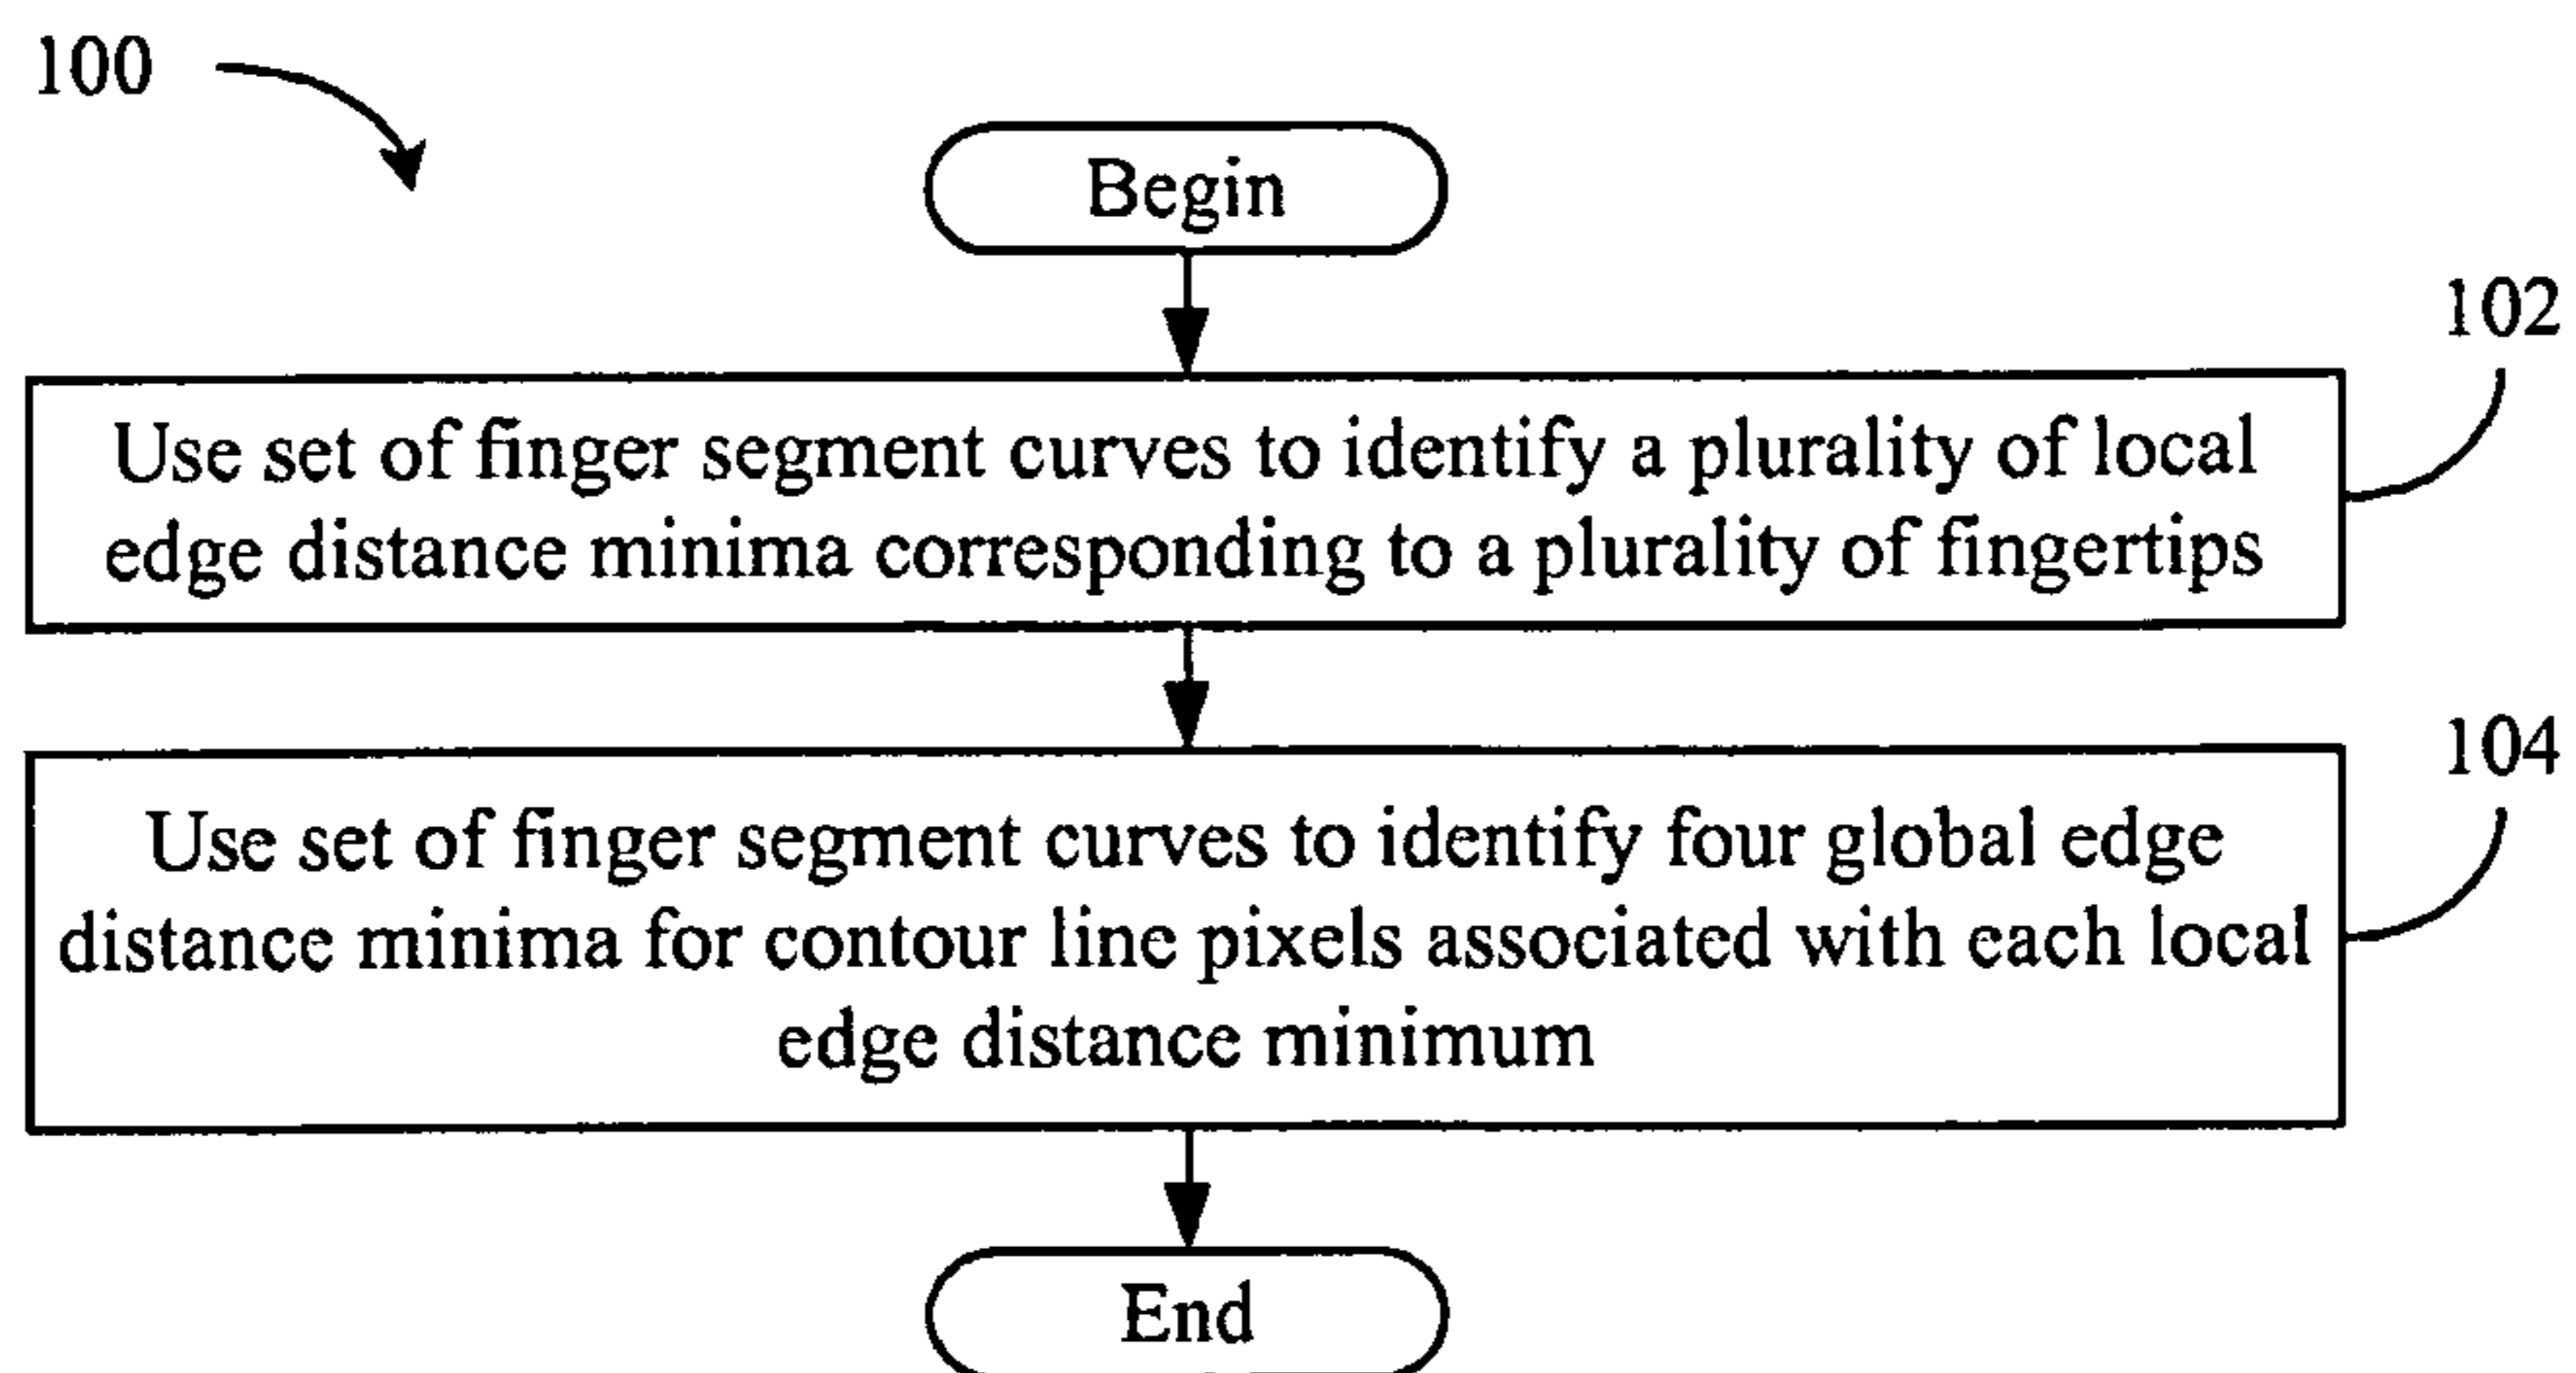 100
Begin
102
Use set of finger segment curves to identify a plurality of local
edge distance minima corresponding to a plurality of fingertips
104
Use set of finger segment curves to identify four global edge
distance minima for contour line pixels associated with each local
edge distance minimum
End